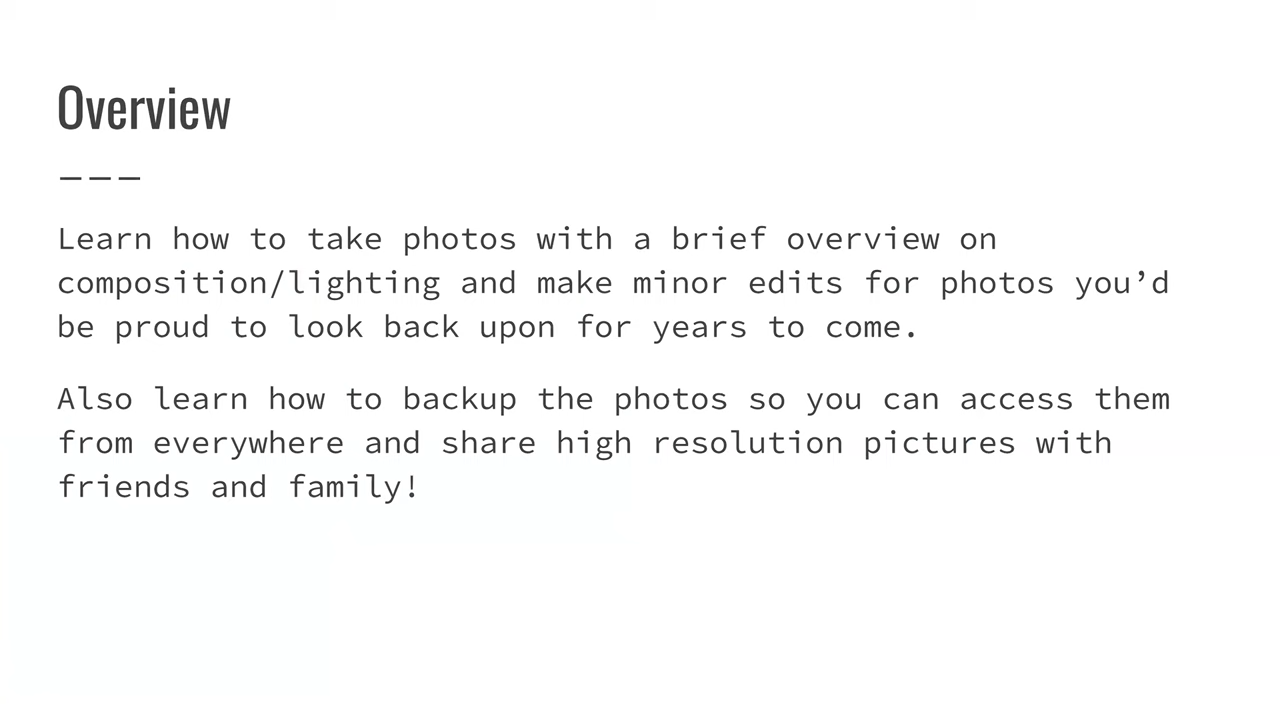 Overview
Learn how to take photos with a brief overview on
composition/lighting and make minor edits for photos you’d
be proud to look back upon for years to come.
Also learn how to backup the photos so you can access them
from everywhere and share high resolution pictures with
friends and family!